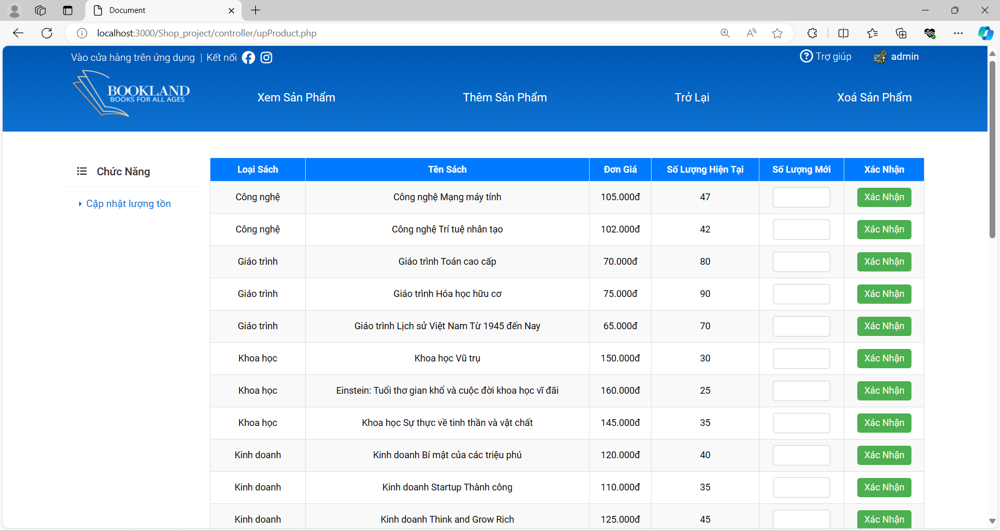 Document
localhost:3000/Shop_project/controller/upProduct.php
Vào cửa hàng trên ứng dụng | Kết nối
Trợ giúp
admin
BOOKLAND
BOOKS FOR ALL AGES
Xem Sản Phẩm
Thêm Sản Phẩm
Trở Lại
Xoá Sản Phẩm
Chức Năng
Cập nhật lượng tồn
Loại Sách Tên Sách Đơn Giá Số Lượng Hiện Tại Số Lượng Mới Xác Nhận
Công nghệ Công nghệ Mạng máy tính 105.000đ 47 Xác Nhận
Công nghệ Công nghệ Trí tuệ nhân tạo 102.000đ 42 Xác Nhận
Giáo trình Giáo trình Toán cao cấp 70.000đ 80 Xác Nhận
Giáo trình Giáo trình Hóa học hữu cơ 75.000đ 90 Xác Nhận
Giáo trình Giáo trình Lịch sử Việt Nam Từ 1945 đến Nay 65.000đ 70 Xác Nhận
Khoa học Khoa học Vũ trụ 150.000đ 30 Xác Nhận
Khoa học Einstein: Tuổi thơ gian khổ và cuộc đời khoa học vĩ đãi 160.000đ 25 Xác Nhận
Khoa học Khoa học Sự thực về tinh thần và vật chất 145.000đ 35 Xác Nhận
Kinh doanh Kinh doanh Bí mật của các triệu phú 120.000đ 40 Xác Nhận
Kinh doanh Kinh doanh Startup Thành công 110.000đ 35 Xác Nhận
Kinh doanh Kinh doanh Think and Grow Rich 125.000đ 45 Xác Nhận